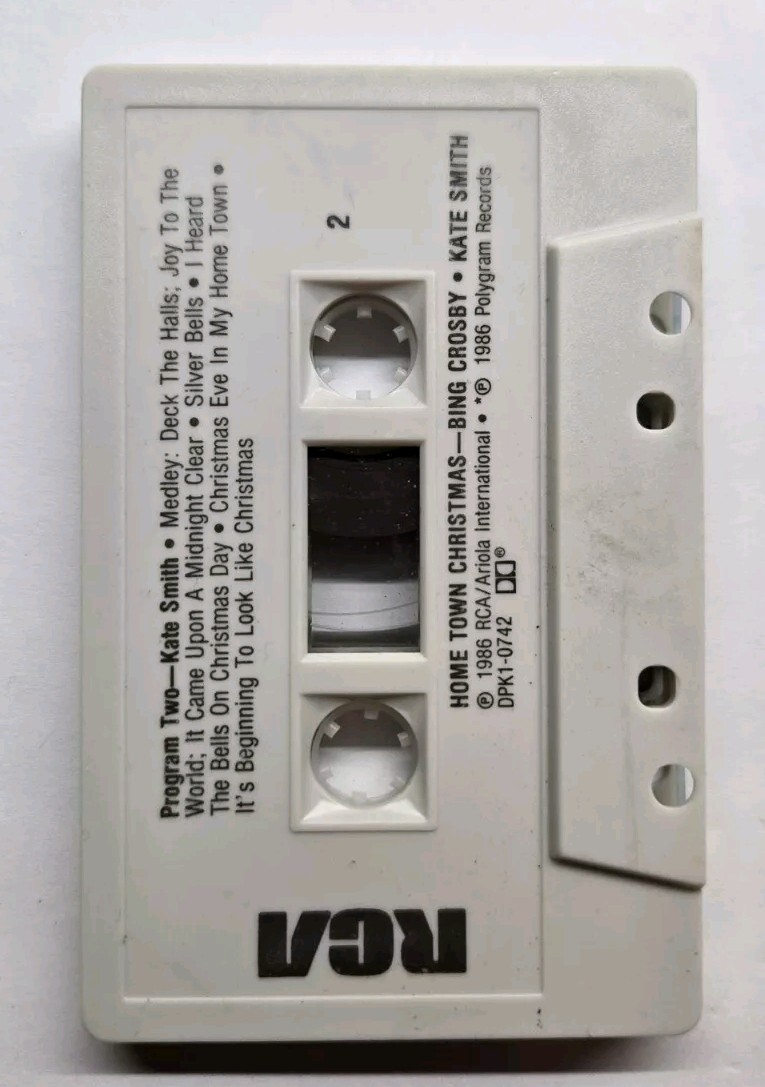 Program Two—Kate Smith • Medley: Deck The Halls; Joy To The
World; It Came Upon A Midnight Clear • Silver Bells • I Heard
The Bells On Christmas Day • Christmas Eve In My Home Town •
It's Beginning To Look Like Christmas
2
HOME TOWN CHRISTMAS—BING CROSBY • KATE SMITH
℗ 1986 RCA/Ariola International • *℗ 1986 Polygram Records
DPK1-0742 ®
RCA